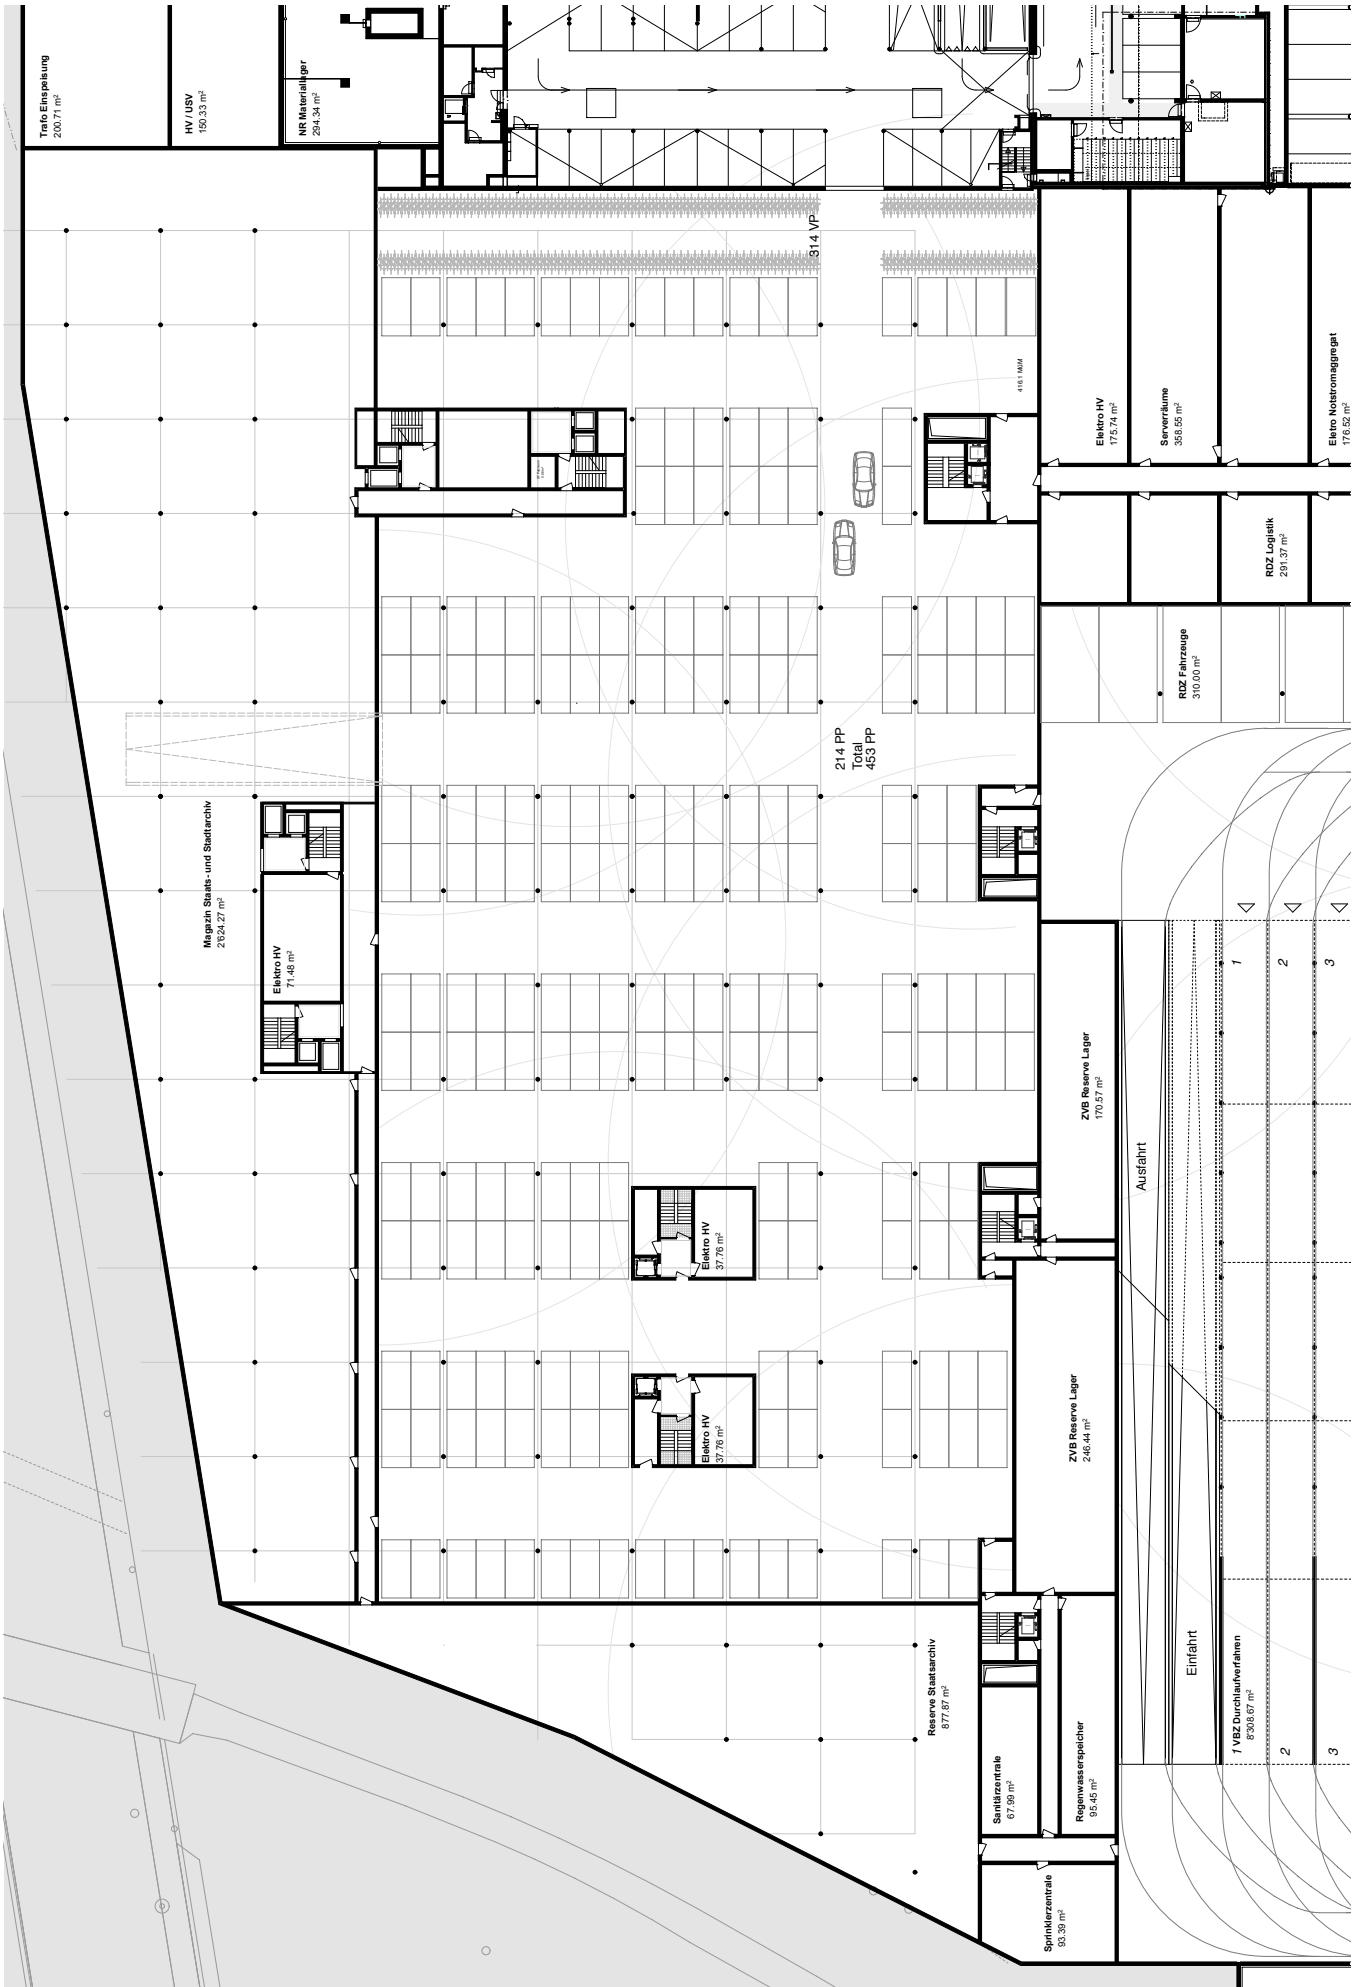 Trafo Einspeisung
200.71 m²
HV / USV
150.33 m²
NR Materiallager
294.34 m²
314 VP
416.1 MüM
Elektro HV
175.74 m²
Serverräume
358.55 m²
Eletro Notstromaggregat
176.52 m²
RDZ Logistik
291.37 m²
RDZ Fahrzeuge
310.00 m²
214 PP
Total
453 PP
Magazin Staats- und Stadtarchiv
2'624.27 m²
Elektro HV
71.48 m²
1
2
3
ZVB Reserve Lager
170.57 m²
Ausfahrt
Elektro HV
37.76 m²
Elektro HV
37.76 m²
ZVB Reserve Lager
246.44 m²
Einfahrt
Reserve Staatsarchiv
877.87 m²
Sanitärzentrale
67.99 m²
Regenwasserspeicher
95.45 m²
1 VBZ Durchlaufverfahren
8'308.67 m²
2
3
Sprinklerzentrale
93.39 m²